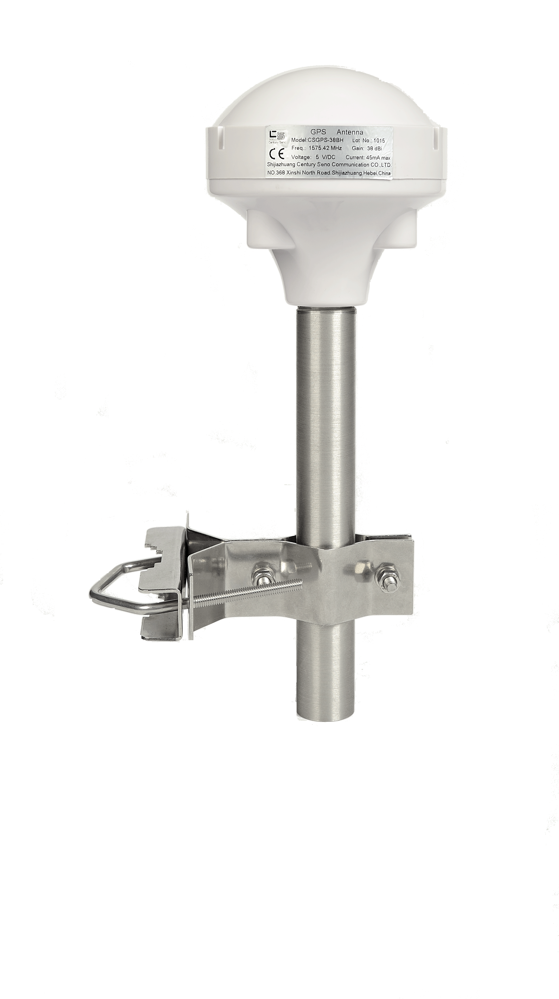 GPS Antenna
CS
Century Seno
Model:CSGPS-38BH Lot No.: 1015
Freq.: 1575.42 MHz Gain: 38 dBi
CE
Voltage: 5 V/DC Current: 45mA max
Shijiazhuang Century Seno Communication CO.,LTD.
NO.368 Xinshi North Road.Shijiazhuang,Hebei,China